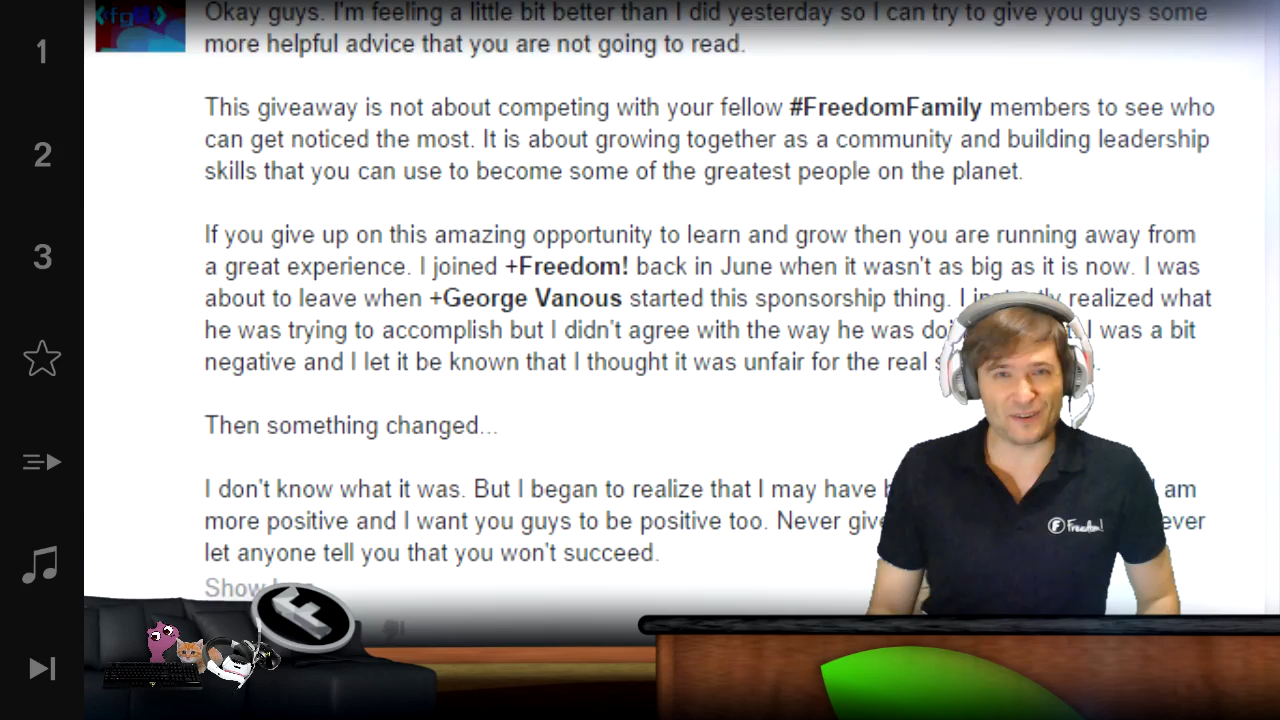 1
2
3
<fgH>
Okay guys. I'm feeling a little bit better than I did yesterday so I can try to give you guys some
more helpful advice that you are not going to read.
This giveaway is not about competing with your fellow #FreedomFamily members to see who
can get noticed the most. It is about growing together as a community and building leadership
skills that you can use to become some of the greatest people on the planet.
If you give up on this amazing opportunity to learn and grow then you are running away from
a great experience. I joined +Freedom! back in June when it wasn't as big as it is now. I was
about to leave when +George Vanous started this sponsorship thing. I realized what
he was trying to accomplish but I didn't agree with the way he was I was a bit
negative and I let it be known that I thought it was unfair for the real
Then something changed...
I don't know what it was. But I began to realize that I may have am
more positive and I want you guys to be positive too. Never
let anyone tell you that you won't succeed.
Show
F Freedom!
F